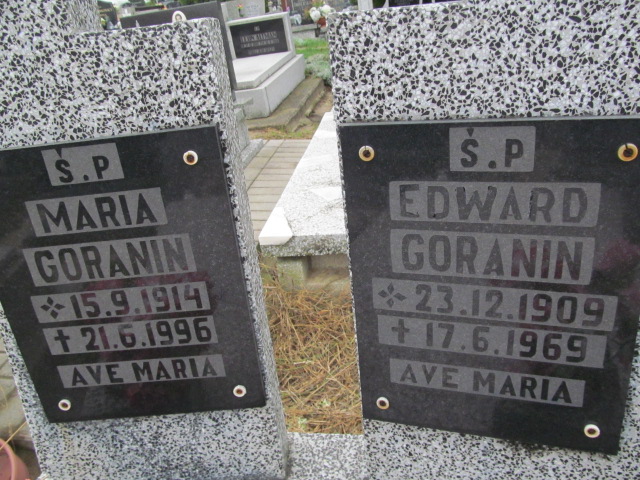 Ś.P
MARIA
GORANIN
15.9.1914
✝ 21.6.1996
AVE MARIA
Ś.P
EDWARD
GORANIN
23.12.1909
✝ 17.6.1969
AVE MARIA